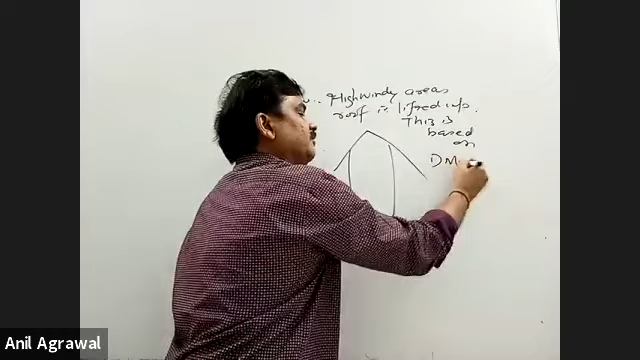 High windy areas
roof is lifted up.
This is
based
on
DM
Anil Agrawal